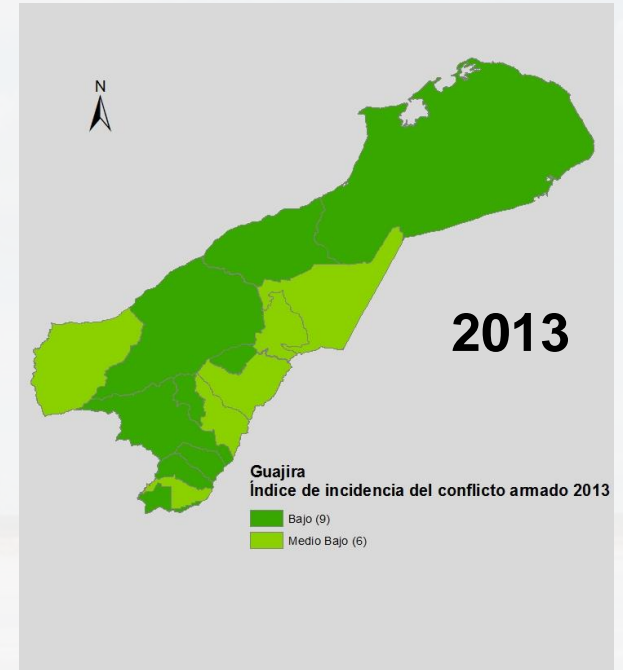 N
2013
Guajira
Índice de incidencia del conflicto armado 2013
Bajo (9)
Medio Bajo (6)